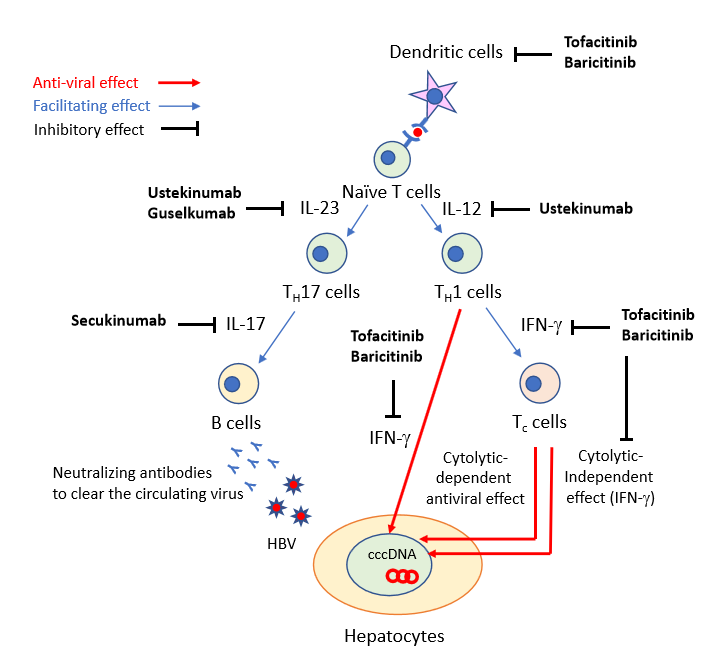 Dendritic cells
Tofacitinib
Baricitinib
Anti-viral effect
Facilitating effect
Inhibitory effect
Naïve T cells
Ustekinumab
Guselkumab
IL-23
IL-12
Ustekinumab
TH17 cells
TH1 cells
Secukinumab
IL-17
Tofacitinib
Baricitinib
IFN-γ
Tofacitinib
Baricitinib
B cells
IFN-γ
Tc cells
Neutralizing antibodies
to clear the circulating virus
Cytolytic-
dependent
antiviral effect
Cytolytic-
Independent
effect (IFN-γ)
HBV
cccDNA
Hepatocytes